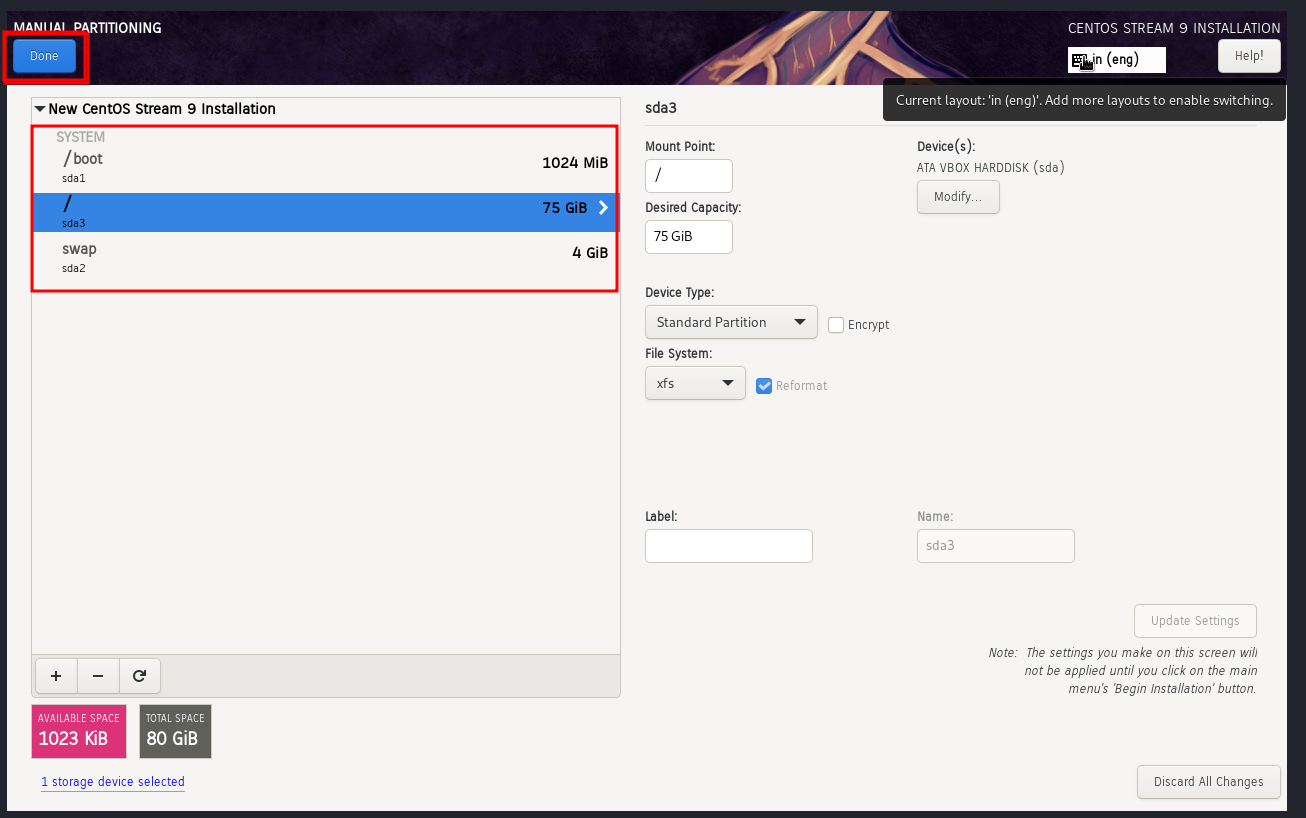 MANUAL PARTITIONING
CENTOS STREAM 9 INSTALLATION
Done
in (eng)
Help!
Current layout: 'in (eng)'. Add more layouts to enable switching.
New CentOS Stream 9 Installation
SYSTEM
/boot
1024 MiB
sda1
/
75 GiB
sda3
swap
4 GiB
sda2
sda3
Mount Point:
/
Desired Capacity:
75 GiB
Device(s):
ATA VBOX HARDDISK (sda)
Modify...
Device Type:
Standard Partition
Encrypt
File System:
xfs
Reformat
Label:
Name:
sda3
Update Settings
Note: The settings you make on this screen will
not be applied until you click on the main
menu's 'Begin Installation' button.
+ −
AVAILABLE SPACE
1023 KiB
TOTAL SPACE
80 GiB
1 storage device selected
Discard All Changes